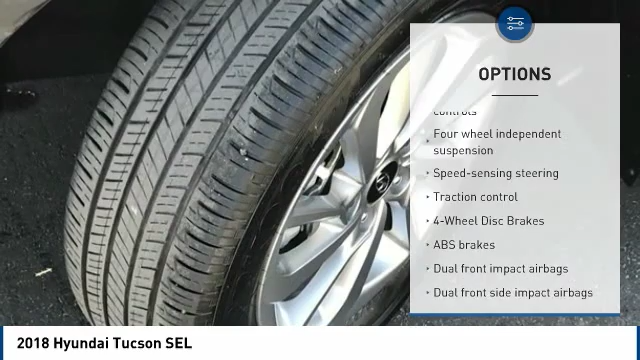 OPTIONS
controls
Four wheel independent
suspension
Speed-sensing steering
Traction control
4-Wheel Disc Brakes
ABS brakes
Dual front impact airbags
Dual front side impact airbags
2018 Hyundai Tucson SEL